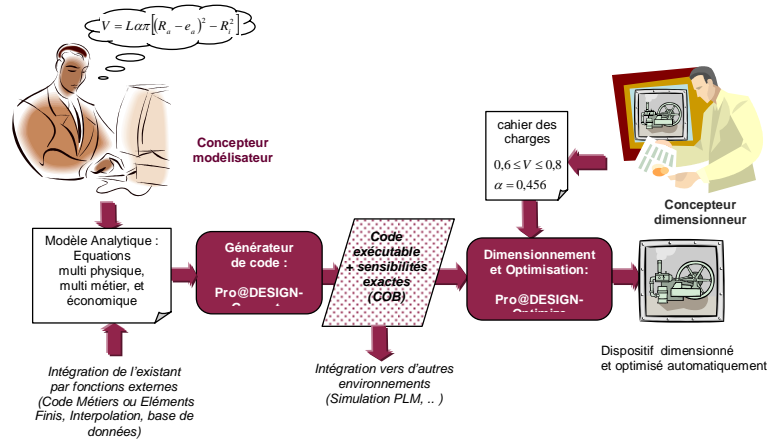 V = Lαπ[(R_a − e_a)² − R_i²]
Concepteur
modélisateur
cahier des
charges
0,6 ≤ V ≤ 0,8
α = 0,456
Concepteur
dimensionneur
Modèle Analytique :
Equations
multi physique,
multi métier, et
économique
Générateur
de code :
Pro@DESIGN-
Code
exécutable
+ sensibilités
exactes
(COB)
Dimensionnement
et Optimisation:
Pro@DESIGN-
Dispositif dimensionné
et optimisé automatiquement
Intégration de l'existant
par fonctions externes
(Code Métiers ou Eléments
Finis, Interpolation, base de
données)
Intégration vers d'autres
environnements
(Simulation PLM, .. )